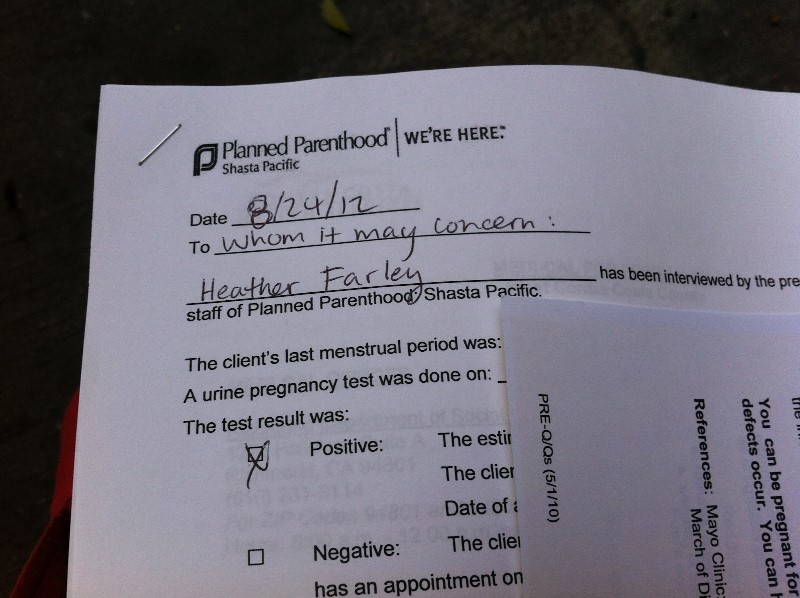 Planned Parenthood® | WE'RE HERE.
Shasta Pacific
Date 8/24/12
To Whom it may concern:
Heather Farley has been interviewed by the pre
staff of Planned Parenthood: Shasta Pacific.
The client's last menstrual period was:
A urine pregnancy test was done on: _
The test result was:
Positive: The estir
The clien
Date of a
Negative: The clie
has an appointment on
PRE-Q/Qs (5/1/10)
References: Mayo Clinic;
March of Di
You can be pregnant for
defects occur. You can h